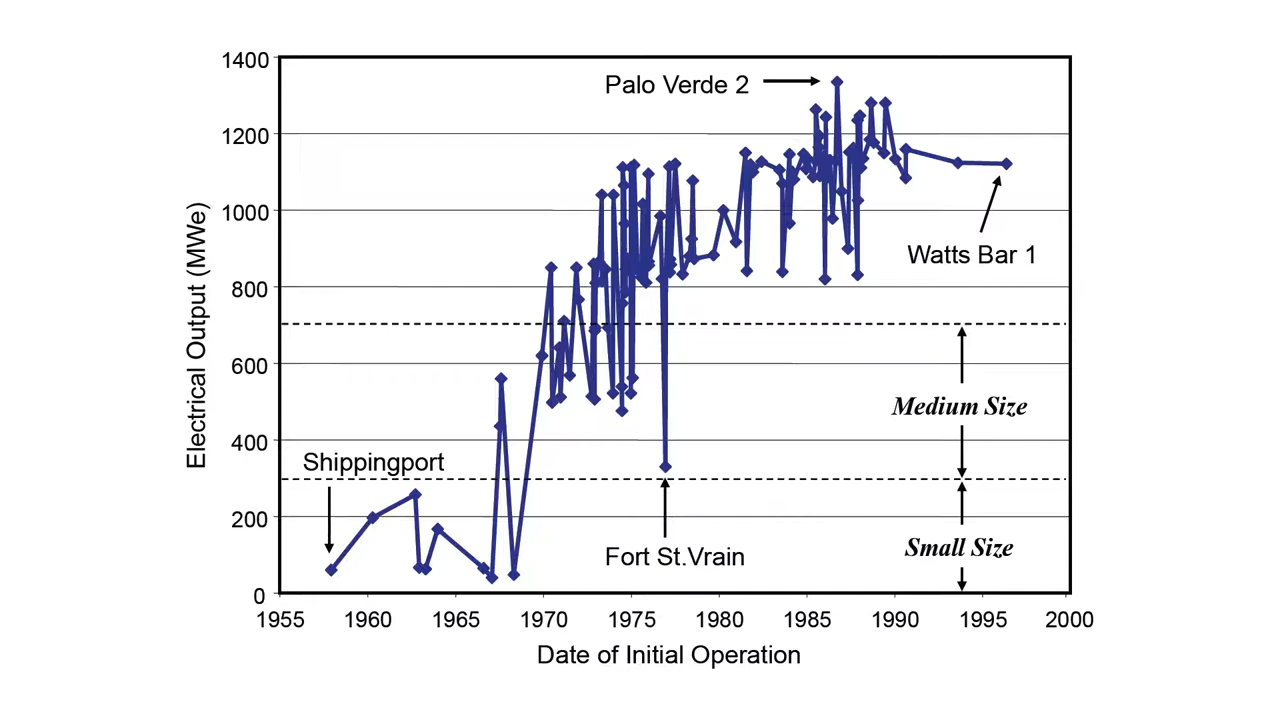 1400
1200
1000
800
600
400
200
0
Electrical Output (MWe)
Palo Verde 2
Watts Bar 1
Medium Size
Shippingport
Small Size
Fort St.Vrain
1955 1960 1965 1970 1975 1980 1985 1990 1995 2000
Date of Initial Operation